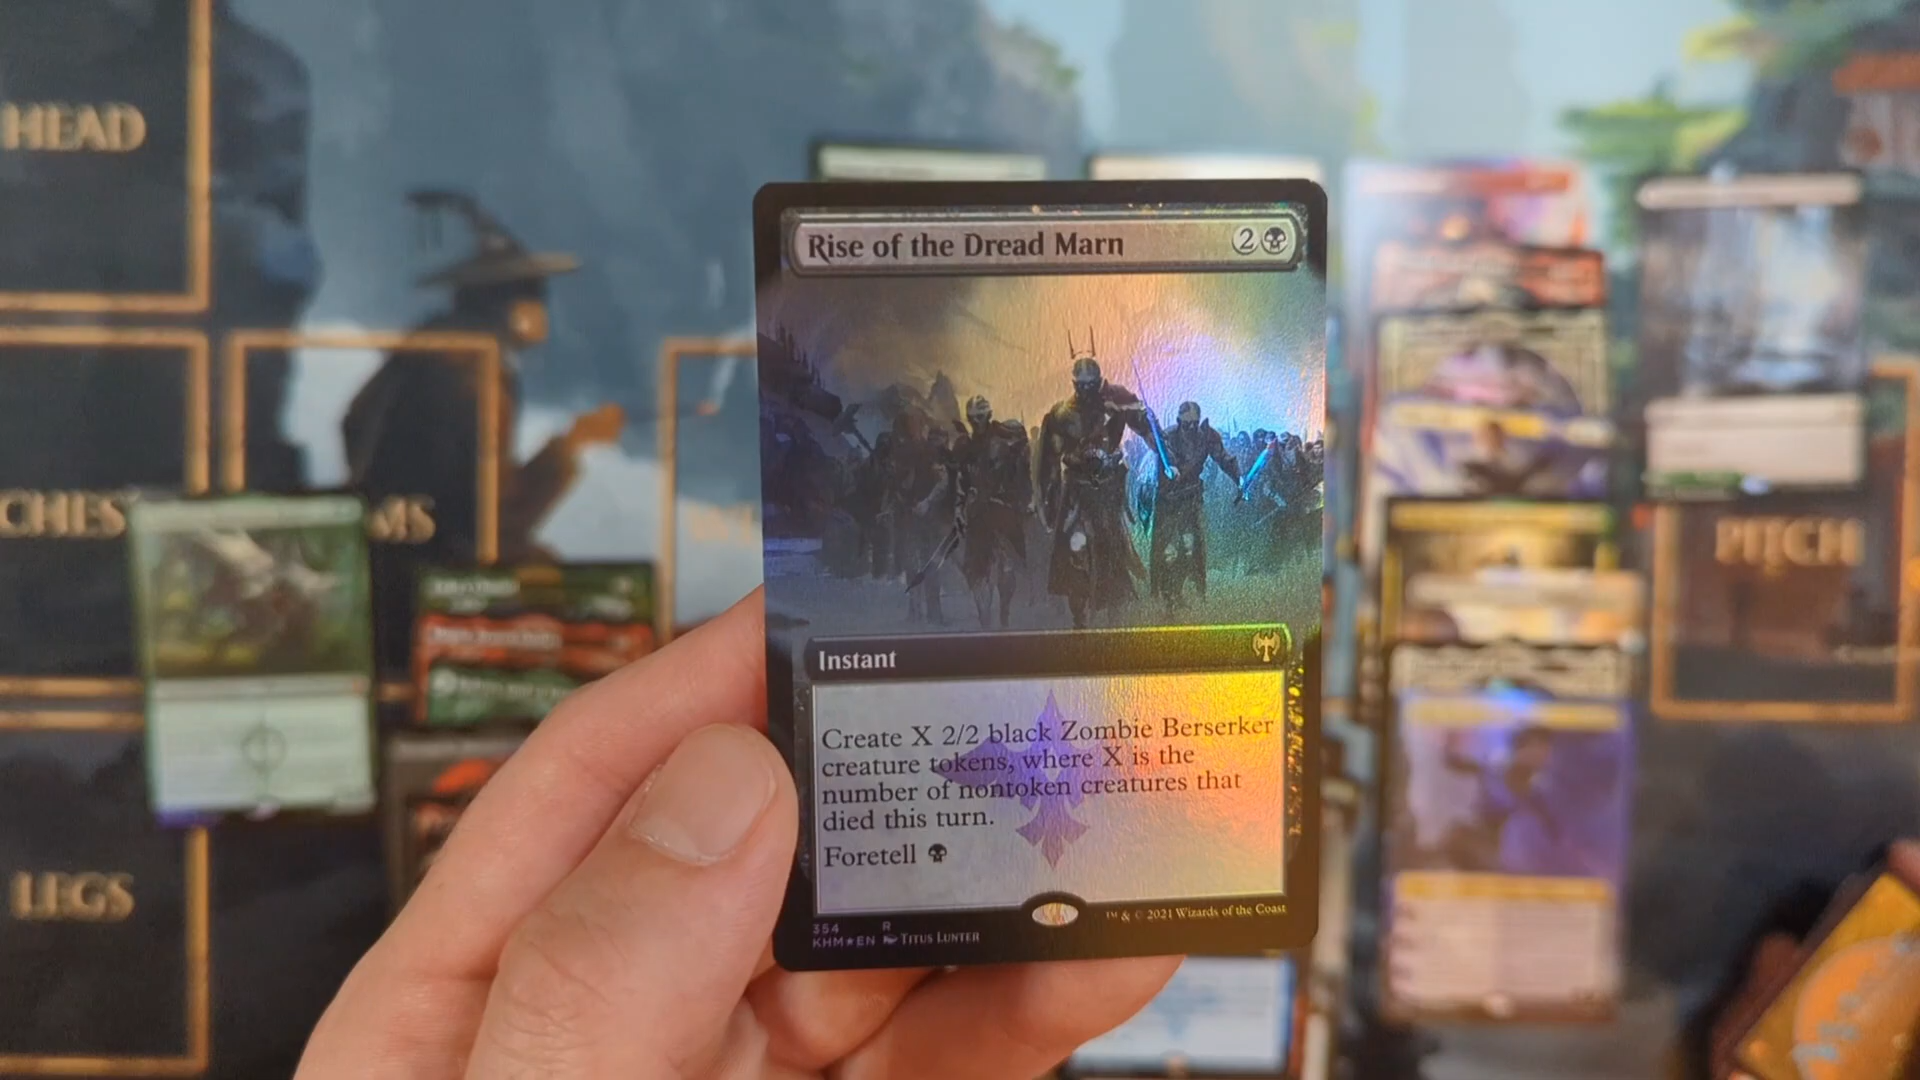 HEAD
CHES
MS
LEGS
PITCH
Rise of the Dread Marn 2
Instant
Create X 2/2 black Zombie Berserker
creature tokens, where X is the
number of nontoken creatures that
died this turn.
Foretell
354 R
KHM★EN Titus Lunter
™ & © 2021 Wizards of the Coast